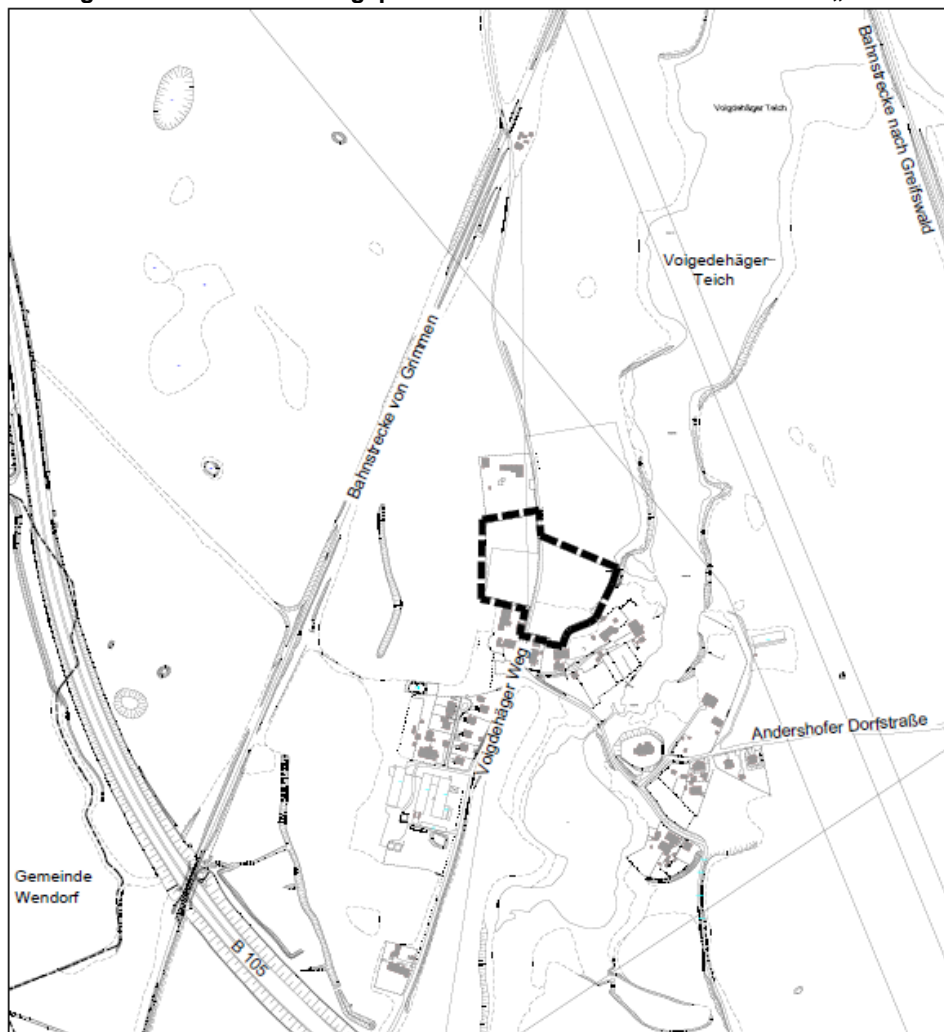 Bahnstrecke nach Greifswald
Voigdehäger Teich
Voigedehäger
Teich
Bahnstrecke von Grimmen
Voigdehäger Weg
Andershofer Dorfstraße
Gemeinde
Wendorf
B 105